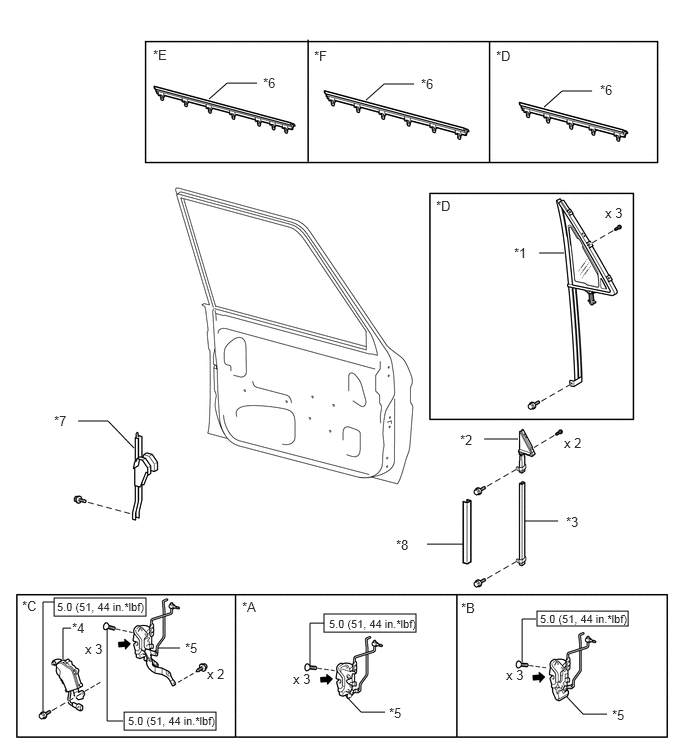 *E
*6
*F
*6
*D
*6
*D
x 3
*1
*7
*2
x 2
*3
*8
*C
5.0 (51, 44 in.*lbf)
*4
x 3
*5
x 2
5.0 (51, 44 in.*lbf)
*A
5.0 (51, 44 in.*lbf)
x 3
*5
*B
5.0 (51, 44 in.*lbf)
x 3
*5